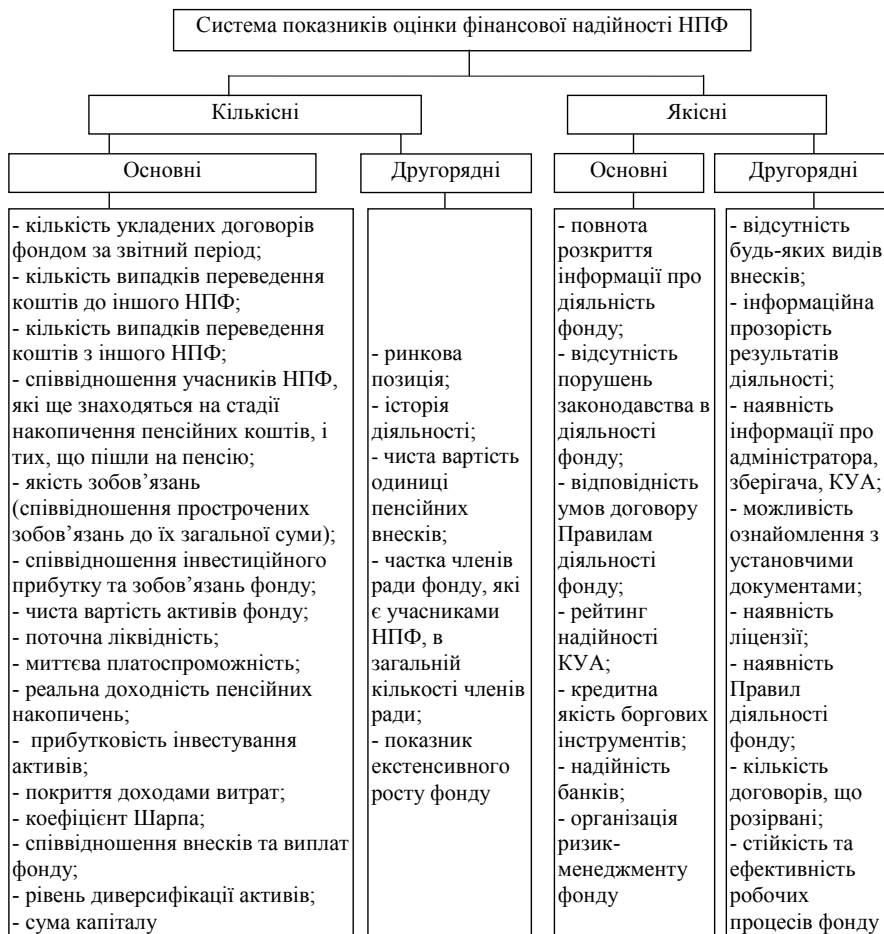 Система показників оцінки фінансової надійності НПФ
Кількісні
Якісні
Основні
Другорядні
Основні
Другорядні
- кількість укладених договорів
фондом за звітний період;
- кількість випадків переведення
коштів до іншого НПФ;
- кількість випадків переведення
коштів з іншого НПФ;
- співвідношення учасників НПФ,
які ще знаходяться на стадії
накопичення пенсійних коштів, і
тих, що пішли на пенсію;
- якість зобов’язань
(співвідношення прострочених
зобов’язань до їх загальної суми);
- співвідношення інвестиційного
прибутку та зобов’язань фонду;
- чиста вартість активів фонду;
- поточна ліквідність;
- миттєва платоспроможність;
- реальна доходність пенсійних
накопичень;
- прибутковість інвестування
активів;
- покриття доходами витрат;
- коефіцієнт Шарпа;
- співвідношення внесків та виплат
фонду;
- рівень диверсифікації активів;
- сума капіталу
- ринкова
позиція;
- історія
діяльності;
- чиста вартість
одиниці
пенсійних
внесків;
- частка членів
ради фонду, які
є учасниками
НПФ, в
загальній
кількості членів
ради;
- показник
екстенсивного
росту фонду
- повнота
розкриття
інформації про
діяльність
фонду;
- відсутність
порушень
законодавства в
діяльності
фонду;
- відповідність
умов договору
Правилам
діяльності
фонду;
- рейтинг
надійності
КУА;
- кредитна
якість боргових
інструментів;
- надійність
банків;
- організація
ризик-
менеджменту
фонду
- відсутність
будь-яких видів
внесків;
- інформаційна
прозорість
результатів
діяльності;
- наявність
інформації про
адміністратора,
зберігача, КУА;
- можливість
ознайомлення з
установчими
документами;
- наявність
ліцензії;
- наявність
Правил
діяльності
фонду;
- кількість
договорів, що
розірвані;
- стійкість та
ефективність
робочих
процесів фонду